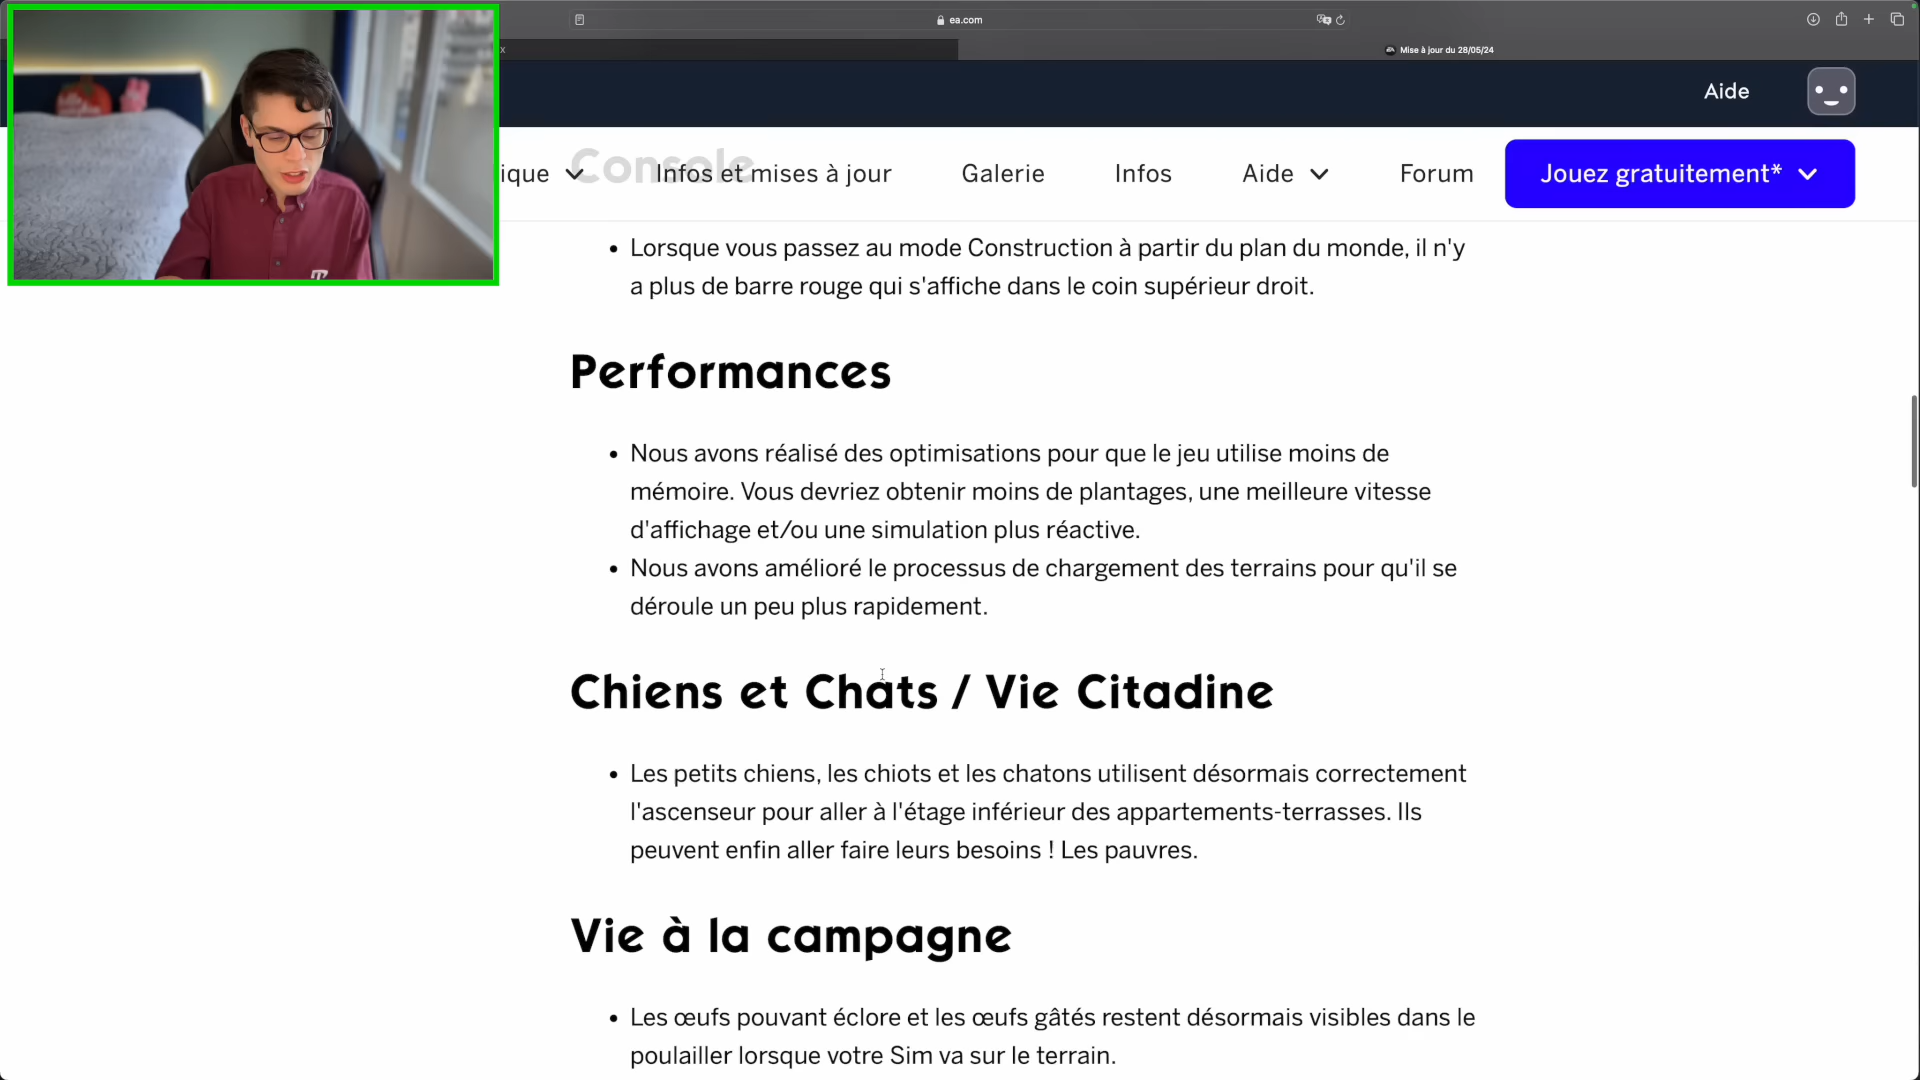 ea.com
x
Mise à jour du 28/05/24
Aide
Console
ique
Infos et mises à jour
Galerie
Infos
Aide
Forum
Jouez gratuitement*
• Lorsque vous passez au mode Construction à partir du plan du monde, il n'y
a plus de barre rouge qui s'affiche dans le coin supérieur droit.
Performances
• Nous avons réalisé des optimisations pour que le jeu utilise moins de
mémoire. Vous devriez obtenir moins de plantages, une meilleure vitesse
d'affichage et/ou une simulation plus réactive.
• Nous avons amélioré le processus de chargement des terrains pour qu'il se
déroule un peu plus rapidement.
Chiens et Chats / Vie Citadine
• Les petits chiens, les chiots et les chatons utilisent désormais correctement
l'ascenseur pour aller à l'étage inférieur des appartements-terrasses. Ils
peuvent enfin aller faire leurs besoins ! Les pauvres.
Vie à la campagne
• Les œufs pouvant éclore et les œufs gâtés restent désormais visibles dans le
poulailler lorsque votre Sim va sur le terrain.